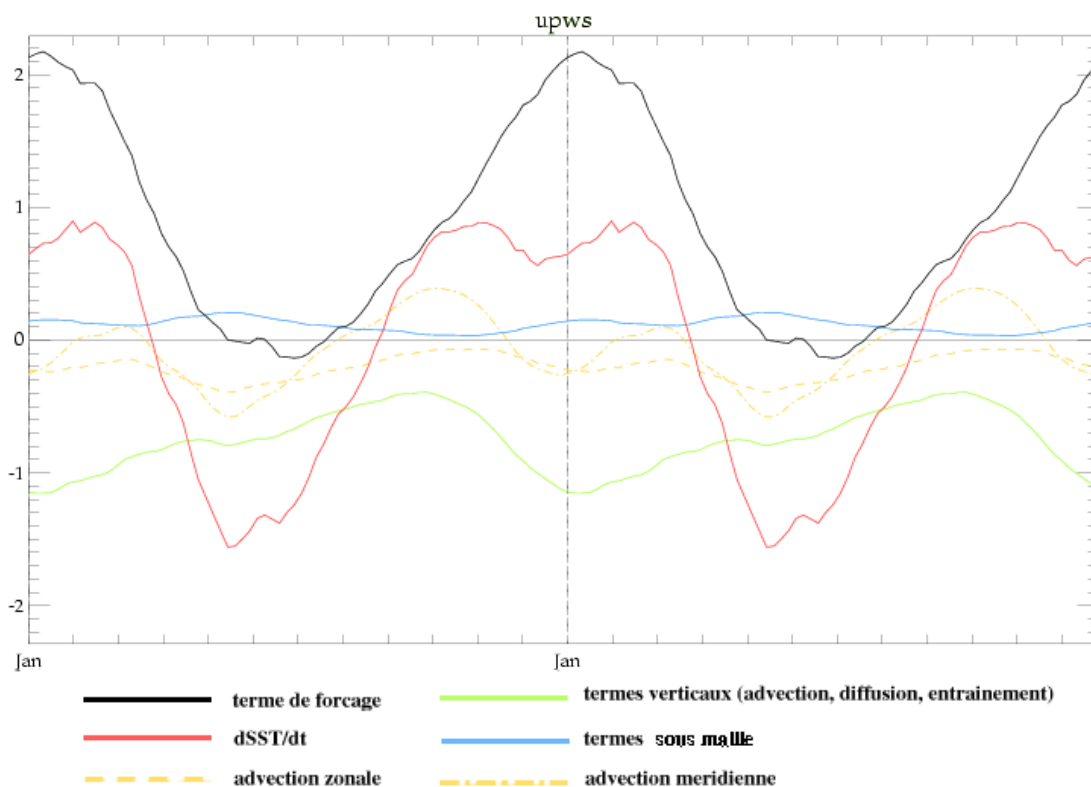 upws
2
1
0
-1
-2
Jan Jan
terme de forcage
termes verticaux (advection, diffusion, entrainement)
dSST/dt
termes sous maille
advection zonale
advection meridienne